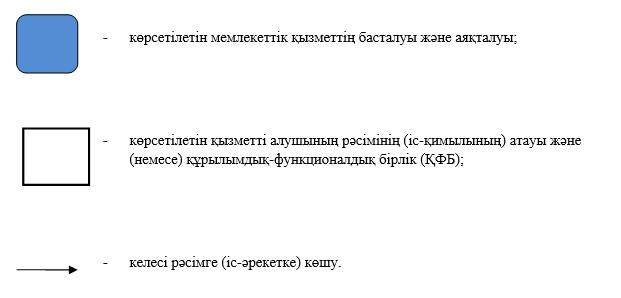 - көрсетілетін мемлекеттік қызметтің басталуы және аяқталуы;
- көрсетілетін қызметті алушының рәсімінің (іс-қимылының) атауы және
(немесе) құрылымдық-функционалдық бірлік (ҚФБ);
- келесі рәсімге (іс-әрекетке) көшу.